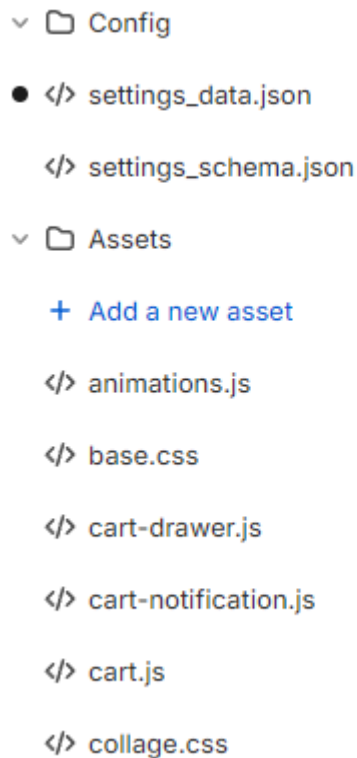 Config
settings_data.json
settings_schema.json
Assets
+ Add a new asset
animations.js
base.css
cart-drawer.js
cart-notification.js
cart.js
collage.css